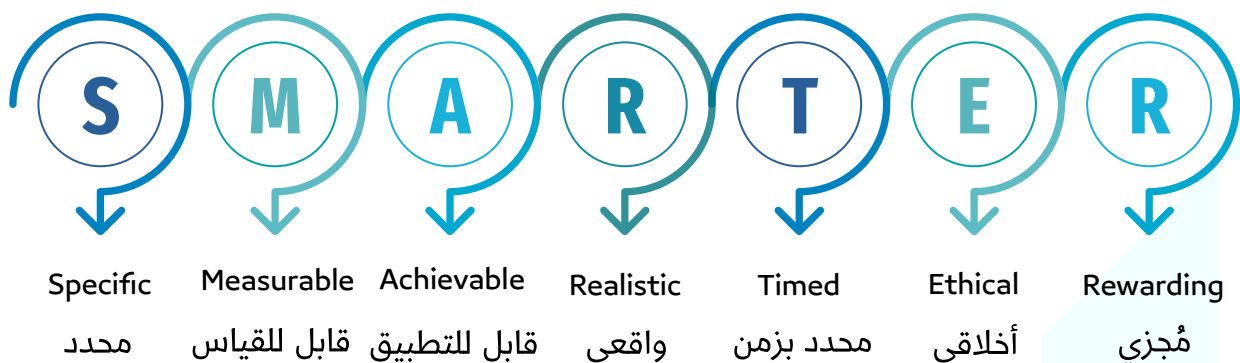 S M A R T E R
Specific Measurable Achievable Realistic Timed Ethical Rewarding
محدد قابل للقياس قابل للتطبيق واقعي محدد بزمن أخلاقي مُجزي